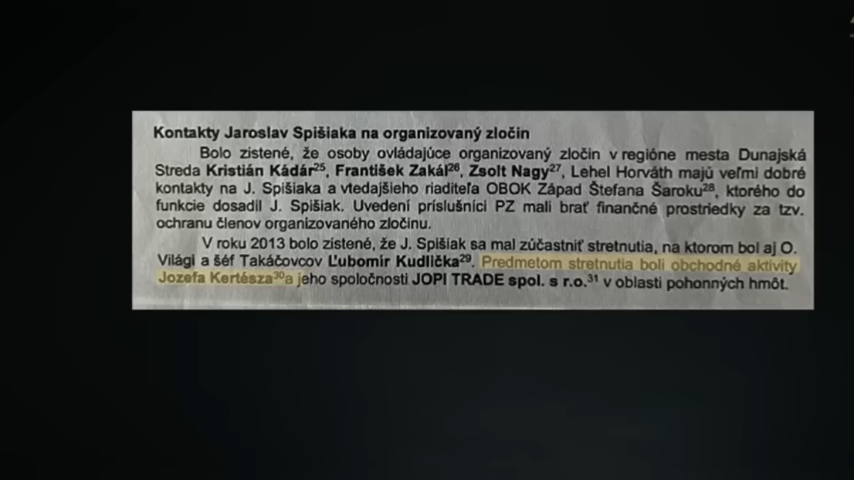 Kontakty Jaroslav Spišiaka na organizovaný zločin
Bolo zistené, že osoby ovládajúce organizovaný zločin v regióne mesta Dunajská
Streda Kristián Kádár²⁵, František Zakál²⁶, Zsolt Nagy²⁷, Lehel Horváth majú veľmi dobré
kontakty na J. Spišiaka a vtedajšieho riaditeľa OBOK Západ Štefana Šaroku²⁸, ktorého do
funkcie dosadil J. Spišiak. Uvedení príslušníci PZ mali brať finančné prostriedky za tzv.
ochranu členov organizovaného zločinu.
V roku 2013 bolo zistené, že J. Spišiak sa mal zúčastniť stretnutia, na ktorom bol aj O.
Világi a šéf Takáčovcov Ľubomír Kudlička²⁹. Predmetom stretnutia boli obchodné aktivity
Jozefa Kertésza³⁰a jeho spoločnosti JOPI TRADE spol. s r.o.³¹ v oblasti pohonných hmôt.